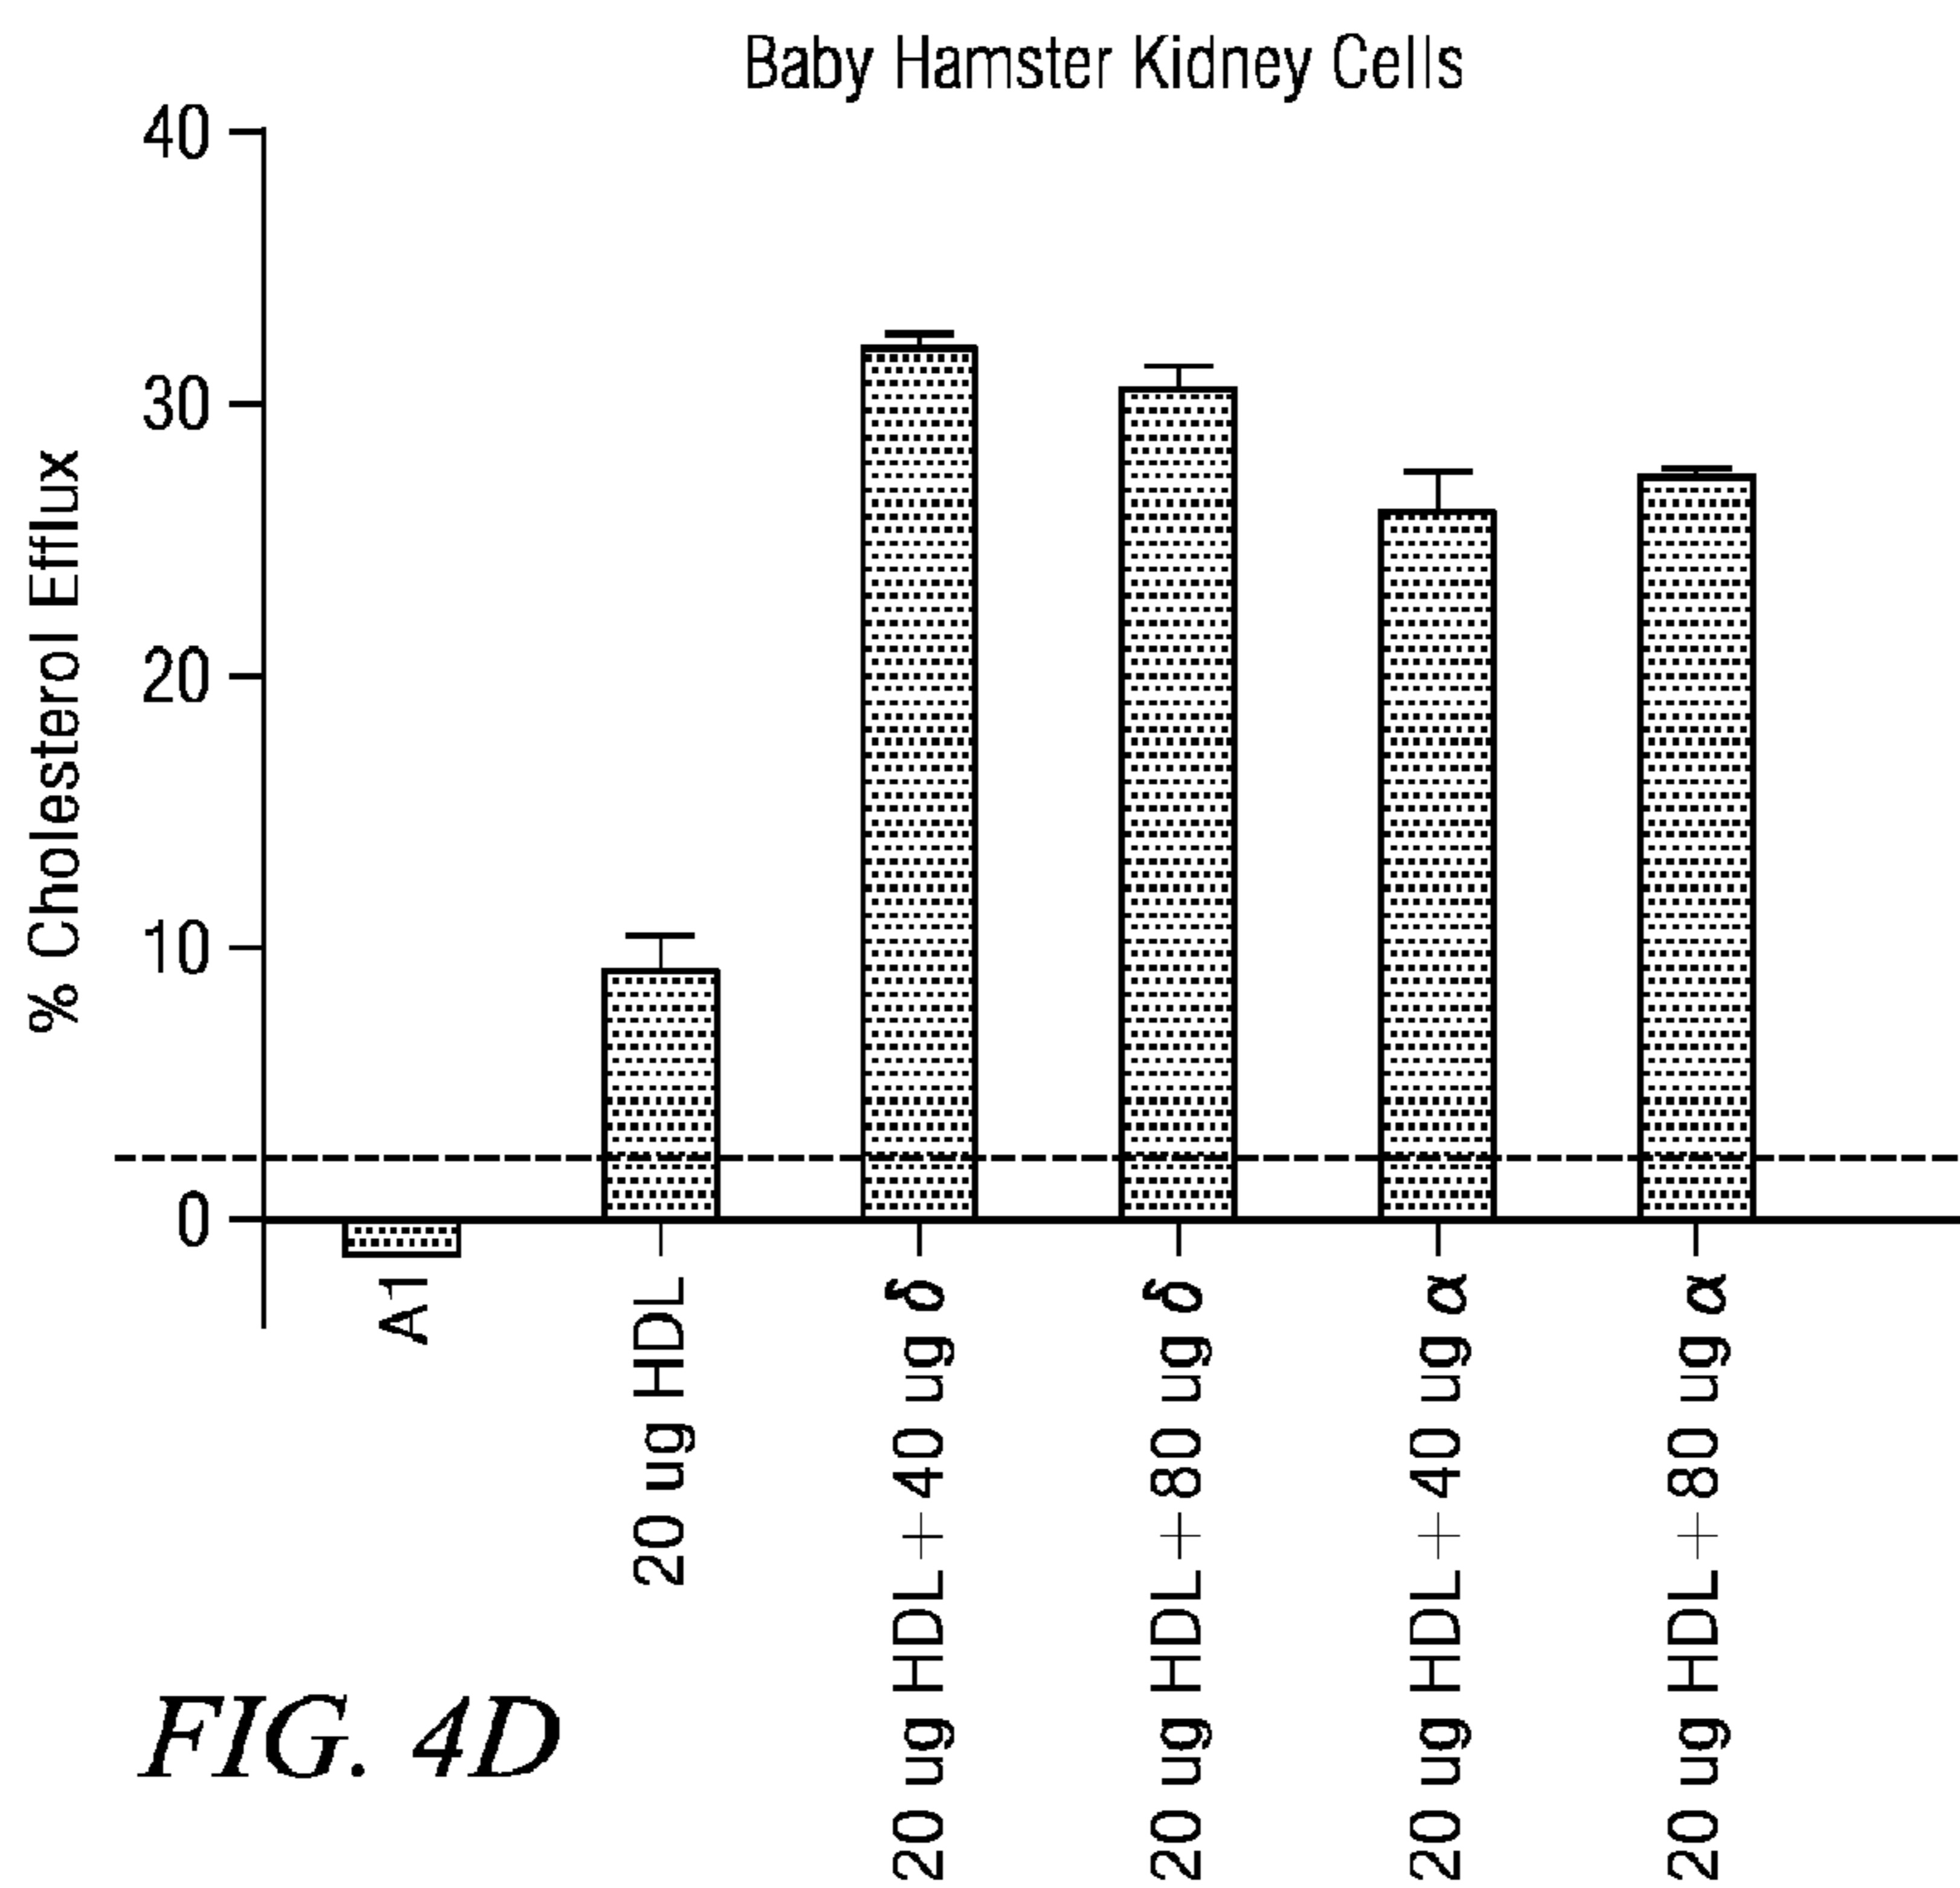 Baby Hamster Kidney Cells
% Cholesterol Efflux
40
30
20
10
0
A1
20 ug HDL
20 ug HDL+40 ug δ
20 ug HDL+80 ug δ
20 ug HDL+40 ug α
20 ug HDL+80 ug α
FIG. 4D